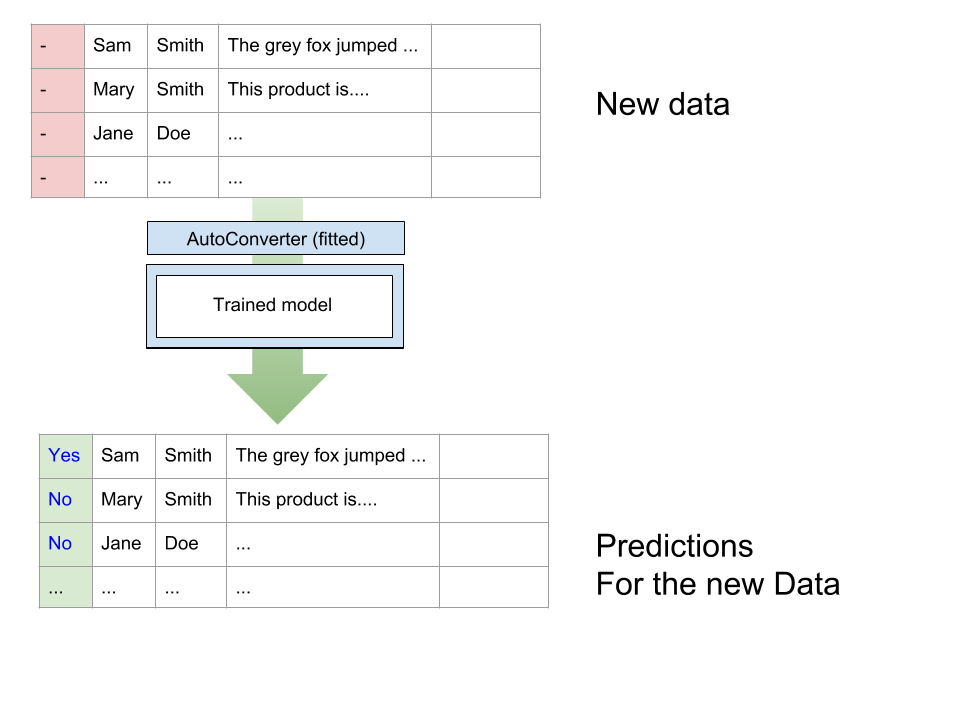 - Sam Smith The grey fox jumped ...
- Mary Smith This product is....
New data
- Jane Doe ...
- ... ... ...
AutoConverter (fitted)
Trained model
Yes Sam Smith The grey fox jumped ...
No Mary Smith This product is....
No Jane Doe ...
... ... ... ...
Predictions
For the new Data